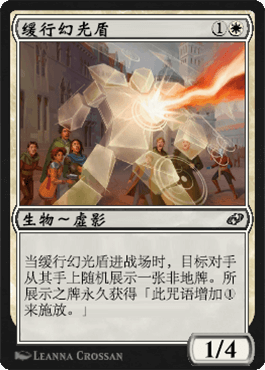 缓行幻光盾 1
生物～虚影
当缓行幻光盾进战场时，目标对手
从其手上随机展示一张非地牌。所
展示之牌永久获得「此咒语增加1
来施放。」
LEANNA CROSSAN
1/4